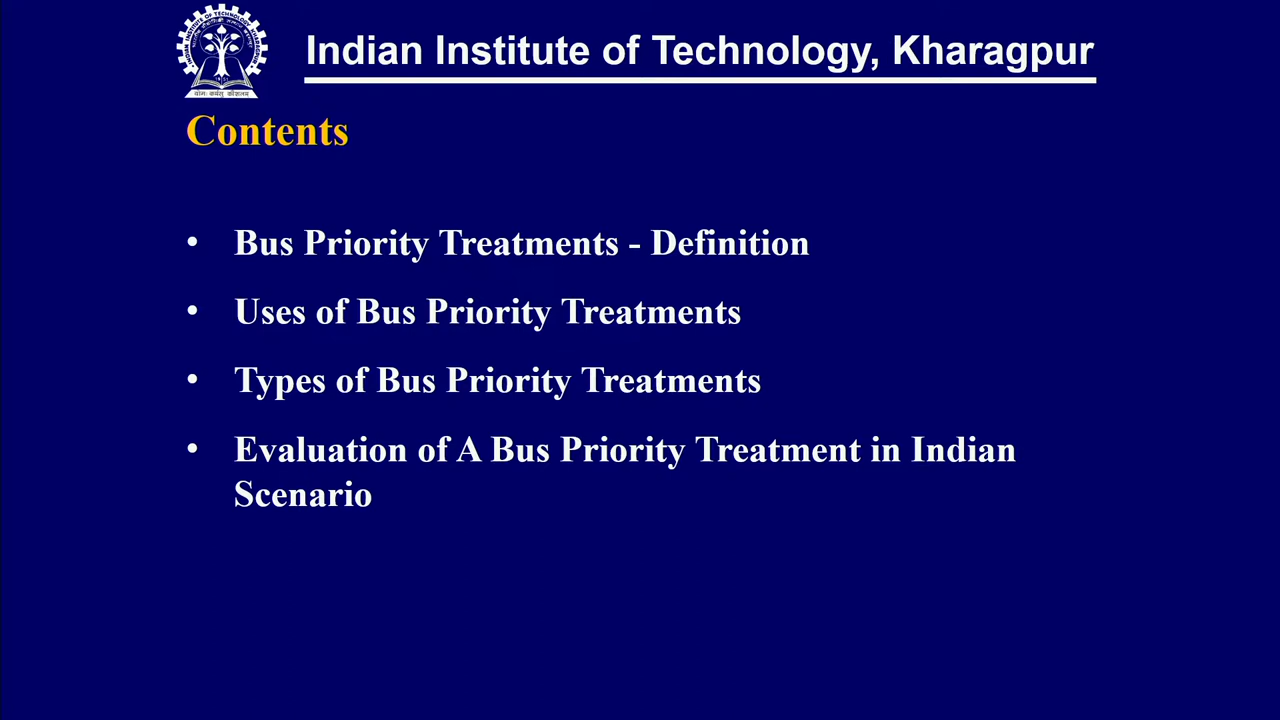 Indian Institute of Technology, Kharagpur
Contents
• Bus Priority Treatments - Definition
• Uses of Bus Priority Treatments
• Types of Bus Priority Treatments
• Evaluation of A Bus Priority Treatment in Indian
Scenario